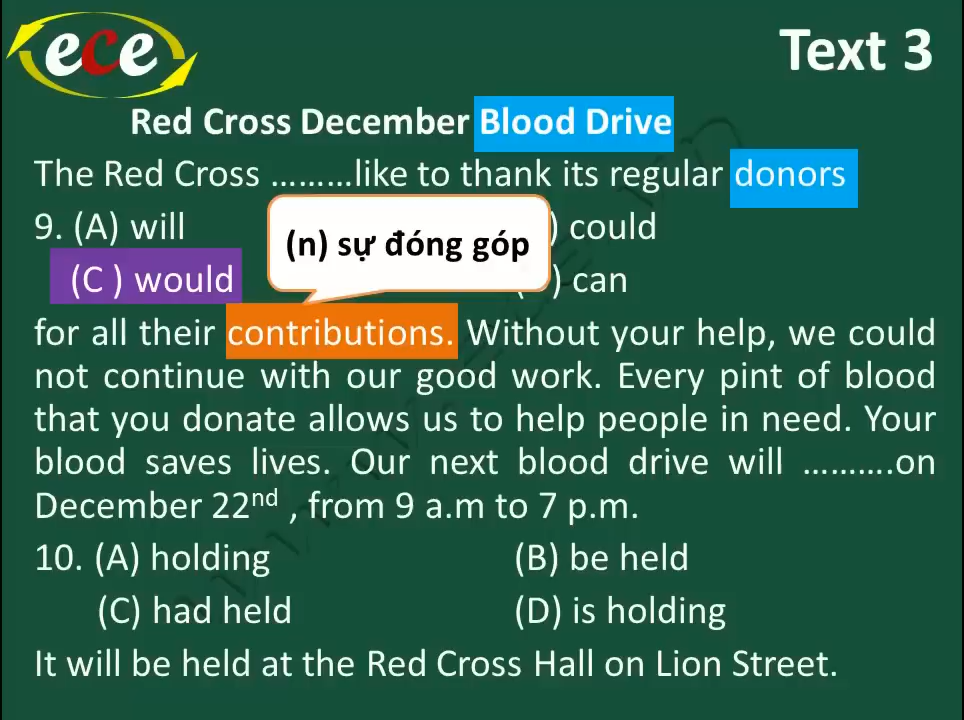 ece
Text 3
Red Cross December Blood Drive
The Red Cross ………like to thank its regular donors
9. (A) will ) could
(n) sự đóng góp
(C ) would ) can
for all their contributions. Without your help, we could
not continue with our good work. Every pint of blood
that you donate allows us to help people in need. Your
blood saves lives. Our next blood drive will ……….on
December 22nd , from 9 a.m to 7 p.m.
10. (A) holding (B) be held
(C) had held (D) is holding
It will be held at the Red Cross Hall on Lion Street.